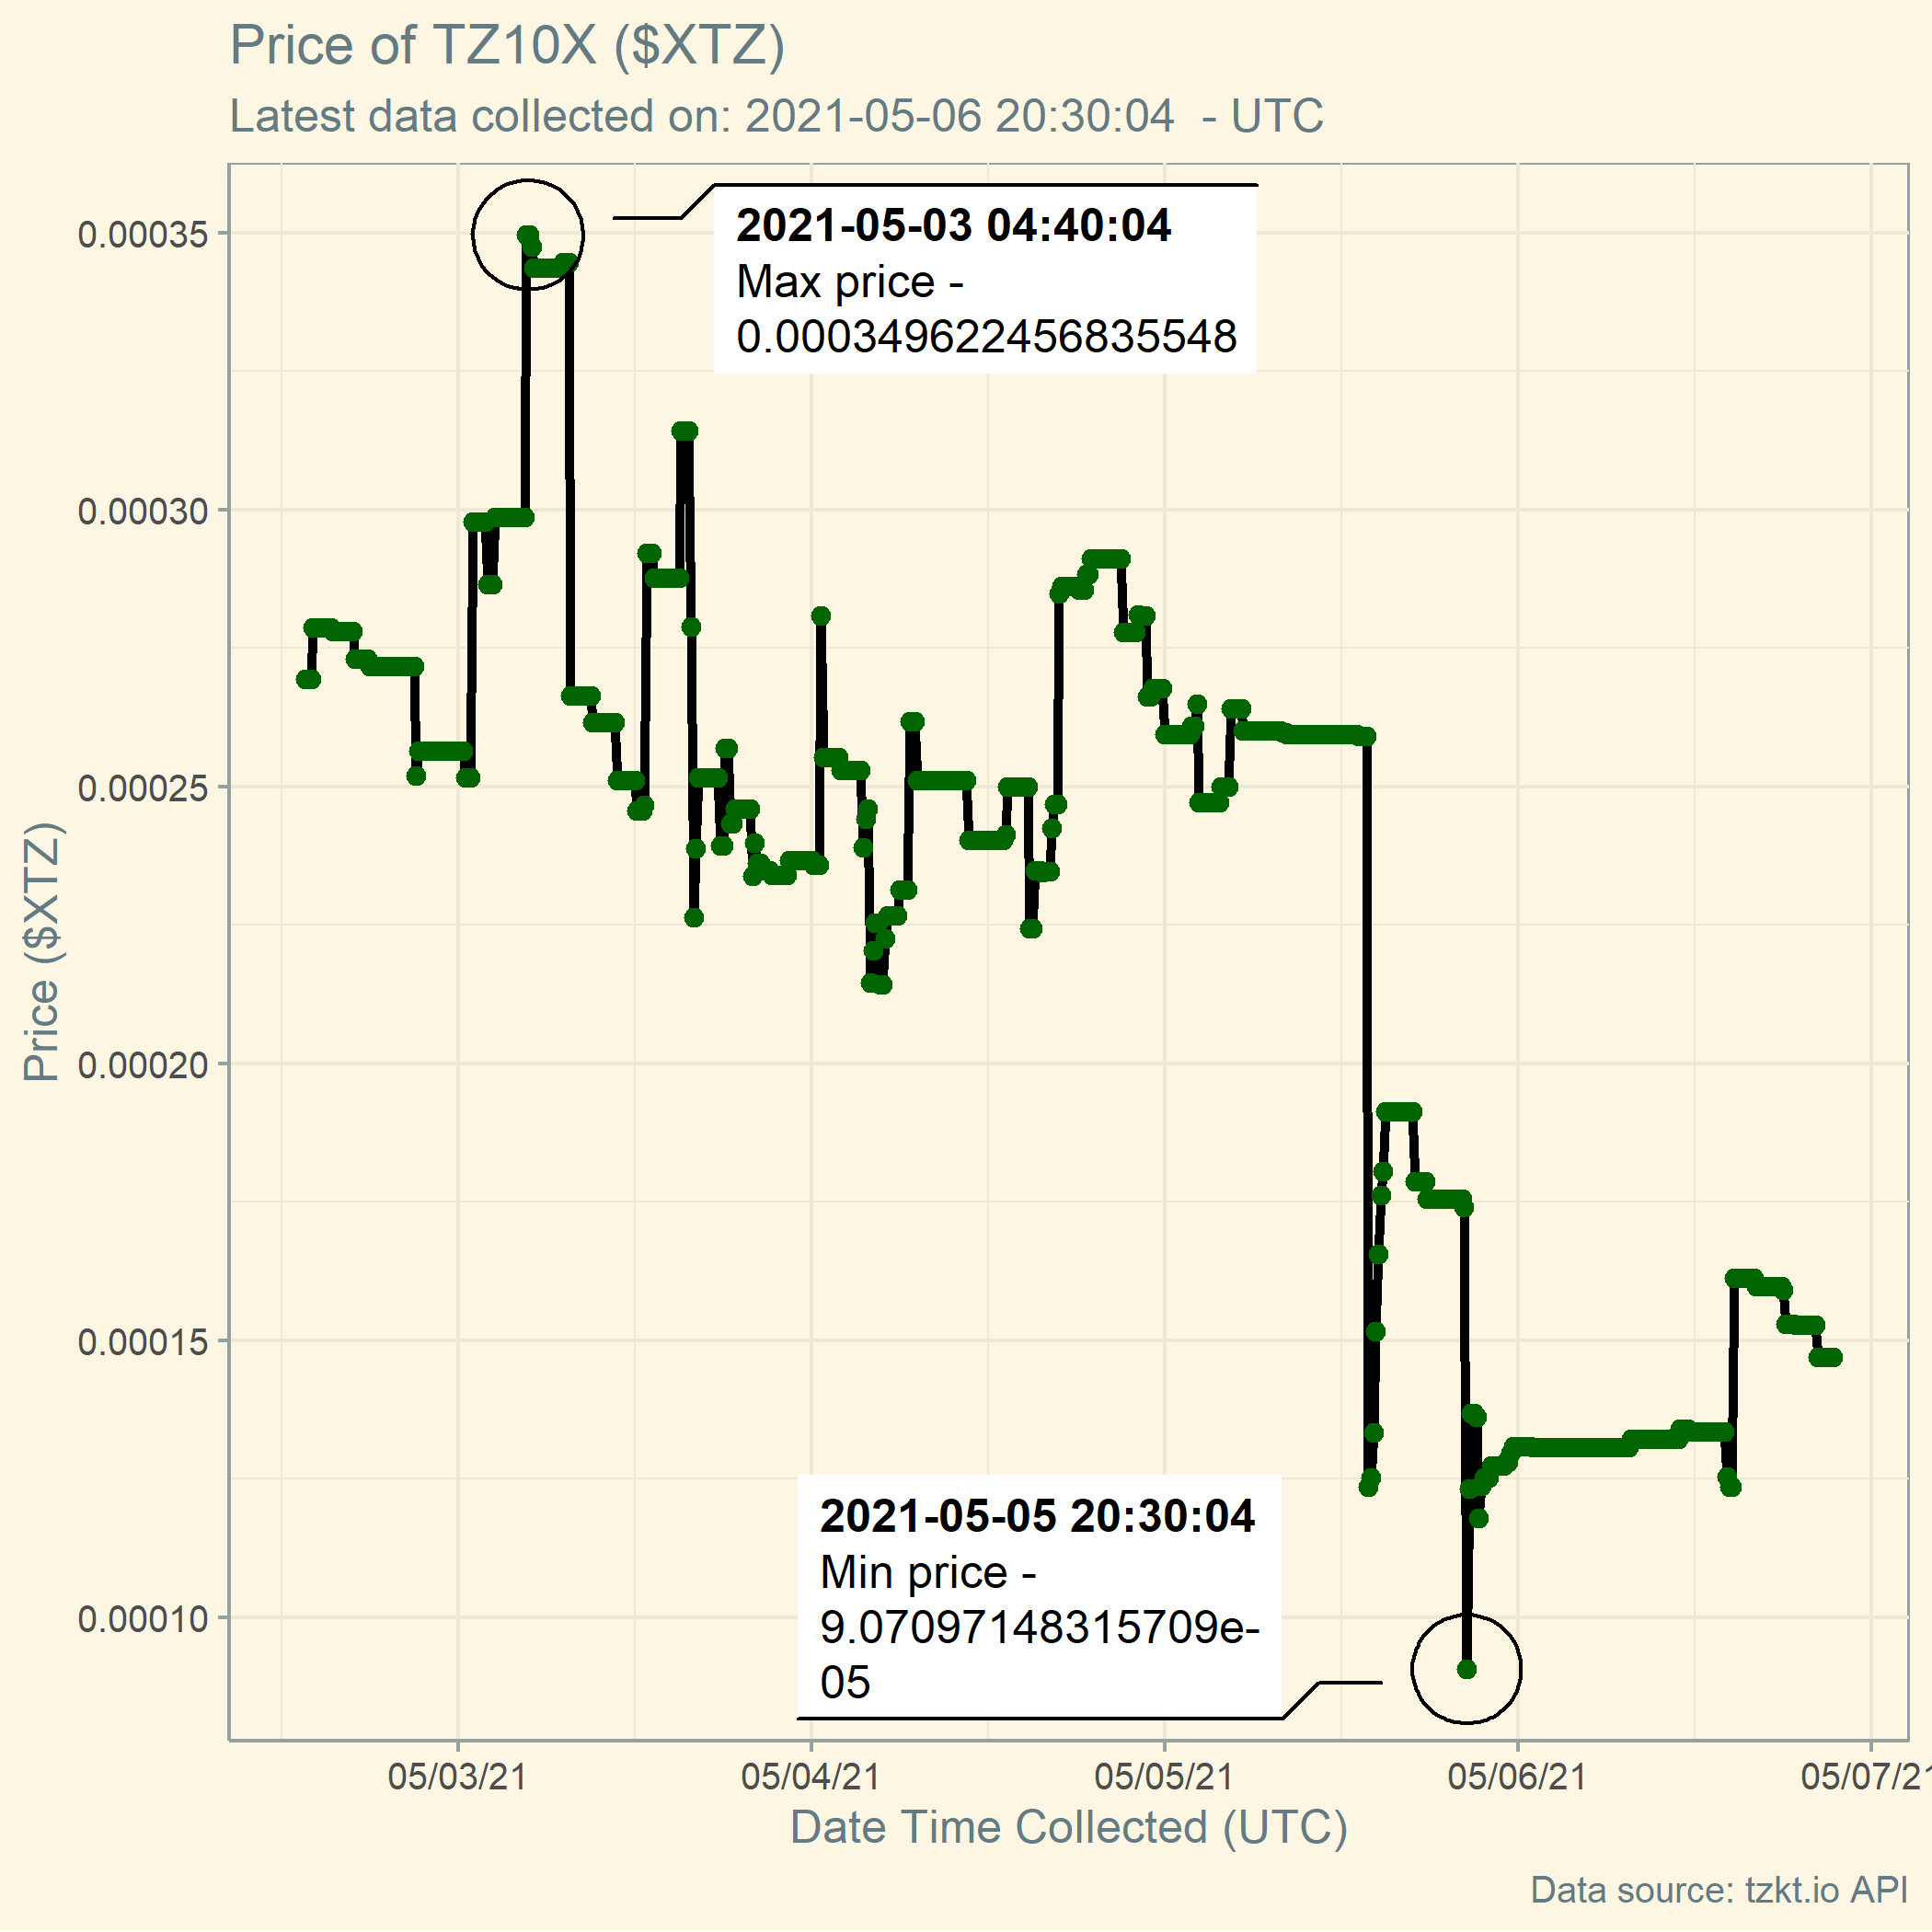 Price of TZ10X ($XTZ)
Latest data collected on: 2021-05-06 20:30:04  - UTC
2021-05-03 04:40:04
Max price -
0.000349622456835548
0.00035
0.00030
0.00025
0.00020
0.00015
0.00010
Price ($XTZ)
2021-05-05 20:30:04
Min price -
9.07097148315709e-
05
05/03/21
05/04/21
05/05/21
05/06/21
05/07/21
Date Time Collected (UTC)
Data source: tzkt.io API